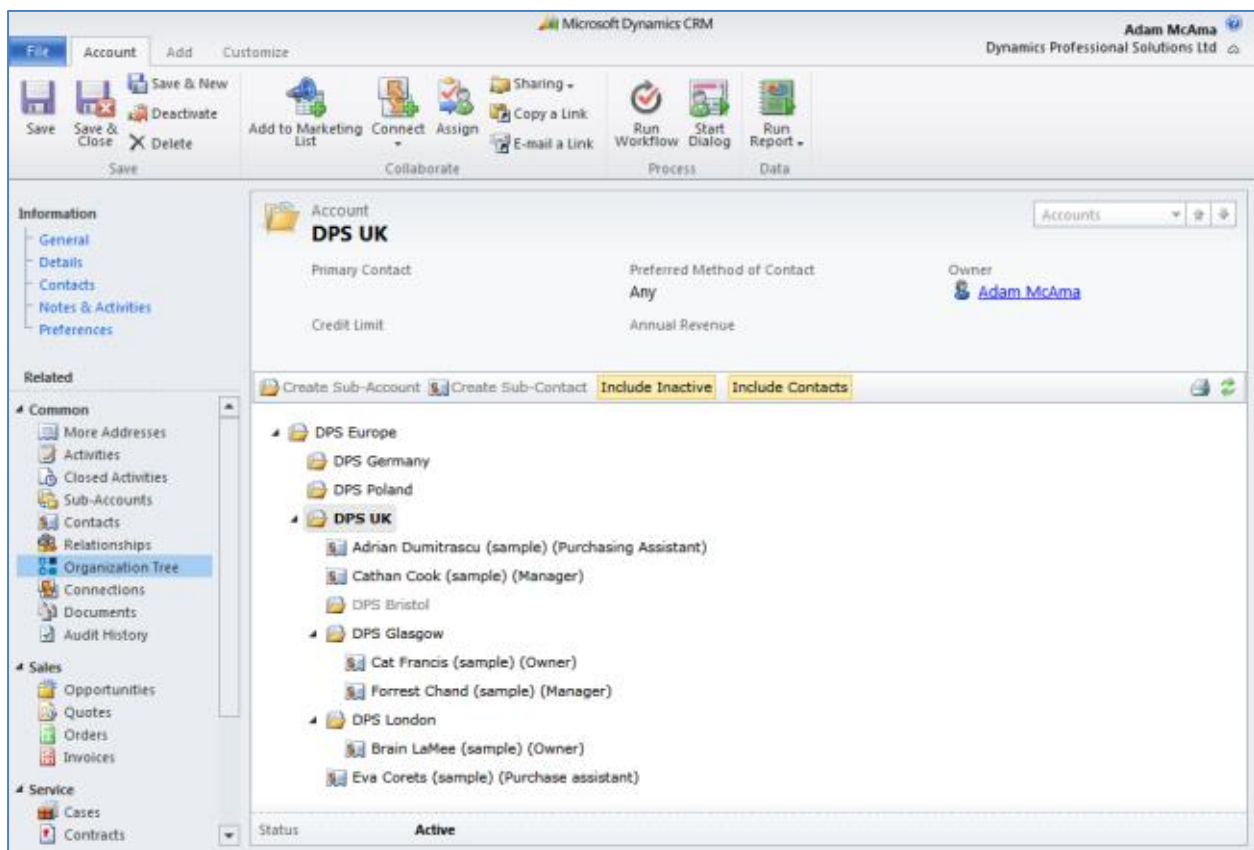 Microsoft Dynamics CRM
Adam McAma
Dynamics Professional Solutions Ltd
File Account Add Customize
Save
Save & Close
Save & New
Deactivate
Delete
Save
Add to Marketing List
Connect
Assign
Sharing
Copy a Link
E-mail a Link
Collaborate
Run Workflow
Start Dialog
Process
Run Report
Data
Information
General
Details
Contacts
Notes & Activities
Preferences
Related
Common
More Addresses
Activities
Closed Activities
Sub-Accounts
Contacts
Relationships
Organization Tree
Connections
Documents
Audit History
Sales
Opportunities
Quotes
Orders
Invoices
Service
Cases
Contracts
Account
DPS UK
Accounts
Primary Contact
Preferred Method of Contact
Any
Owner
Adam McAma
Credit Limit
Annual Revenue
Create Sub-Account Create Sub-Contact Include Inactive Include Contacts
DPS Europe
DPS Germany
DPS Poland
DPS UK
Adrian Dumitrascu (sample) (Purchasing Assistant)
Cathan Cook (sample) (Manager)
DPS Bristol
DPS Glasgow
Cat Francis (sample) (Owner)
Forrest Chand (sample) (Manager)
DPS London
Brain LaMee (sample) (Owner)
Eva Corets (sample) (Purchase assistant)
Status Active